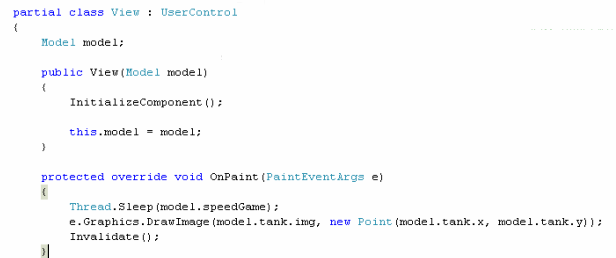 partial class View : UserControl
{
    Model model;
    public View(Model model)
    {
        InitializeComponent();
        this.model = model;
    }
    protected override void OnPaint(PaintEventArgs e)
    {
        Thread.Sleep(model.speedGame);
        e.Graphics.DrawImage(model.tank.img, new Point(model.tank.x, model.tank.y));
        Invalidate();
    }